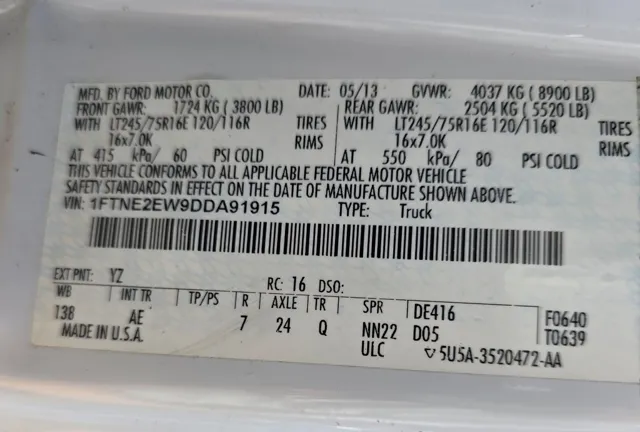 MFD. BY FORD MOTOR CO. DATE: 05/13 GVWR: 4037 KG ( 8900 LB)
FRONT GAWR: 1724 KG ( 3800 LB) REAR GAWR: 2504 KG ( 5520 LB)
WITH LT245/75R16E 120/116R TIRES WITH LT245/75R16E 120/116R TIRES
16x7.0K RIMS 16x7.0K RIMS
AT 415 kPa/ 60 PSI COLD AT 550 kPa/ 80 PSI COLD
THIS VEHICLE CONFORMS TO ALL APPLICABLE FEDERAL MOTOR VEHICLE
SAFETY STANDARDS IN EFFECT ON THE DATE OF MANUFACTURE SHOWN ABOVE.
VIN: 1FTNE2EW9DDA91915 TYPE: Truck
EXT PNT: YZ RC: 16 DSO:
WB INT TR TP/PS R AXLE TR SPR DE416 F0640
138 AE 7 24 Q NN22 D05 T0639
MADE IN U.S.A. ULC ▽5U5A-3520472-AA